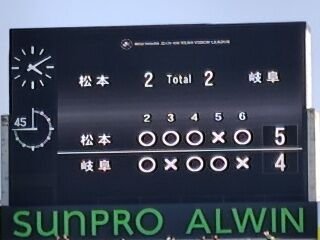 松本 2 Total 2 岐阜
45
2 3 4 5 6
松本 ○ ○ ○ × ○ 5
岐阜 ○ × ○ ○ × 4
SUNPRO ALWIN